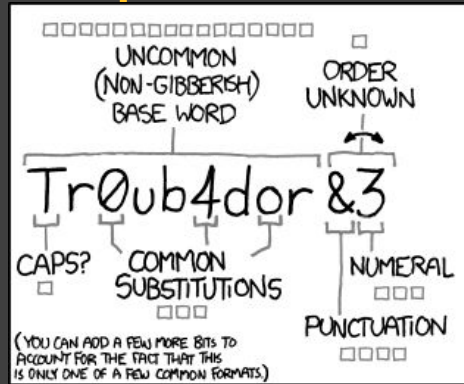 UNCOMMON
(NON-GIBBERISH)
BASE WORD
ORDER
UNKNOWN
Tr0ub4dor &3
CAPS?
COMMON
SUBSTITUTIONS
NUMERAL
PUNCTUATION
(YOU CAN ADD A FEW MORE BITS TO
ACCOUNT FOR THE FACT THAT THIS
IS ONLY ONE OF A FEW COMMON FORMATS.)